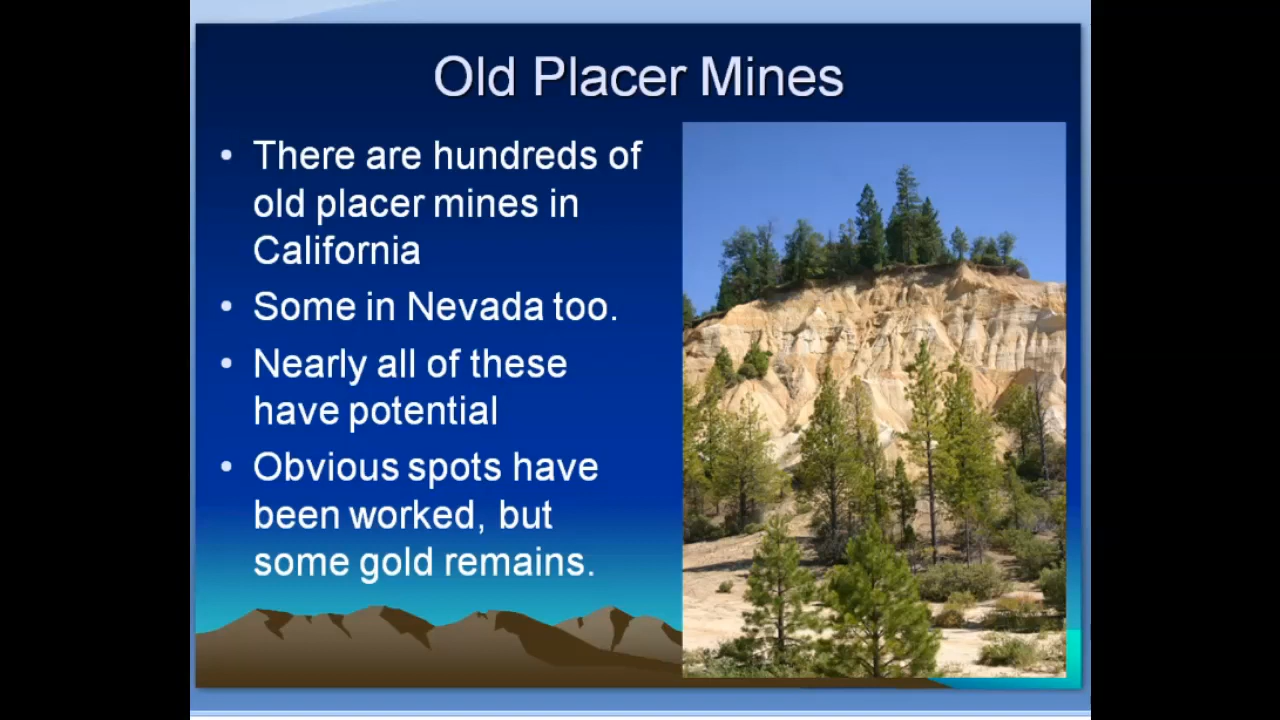 Old Placer Mines
• There are hundreds of
old placer mines in
California
• Some in Nevada too.
• Nearly all of these
have potential
• Obvious spots have
been worked, but
some gold remains.